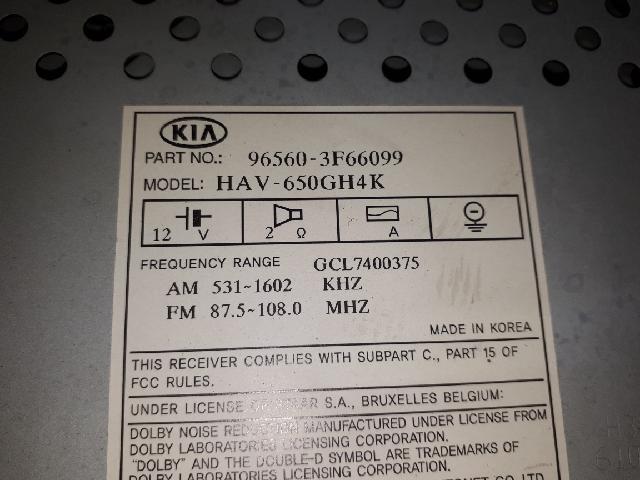 KIA
PART NO.: 96560-3F66099
MODEL: HAV-650GH4K
12 V 2 Ω A
FREQUENCY RANGE GCL7400375
AM 531~1602 KHZ
FM 87.5~108.0 MHZ
MADE IN KOREA
THIS RECEIVER COMPLIES WITH SUBPART C., PART 15 OF
FCC RULES.
UNDER LICENSE S.A., BRUXELLES BELGIUM:
DOLBY NOISE REDUCTION MANUFACTURED UNDER LICENSE FROM
DOLBY LABORATORIES LICENSING CORPORATION.
"DOLBY" AND THE DOUBLE-D SYMBOL ARE TRADEMARKS OF
DOLBY LABORATORIES LICENSING CORPORATION.
CO LTD